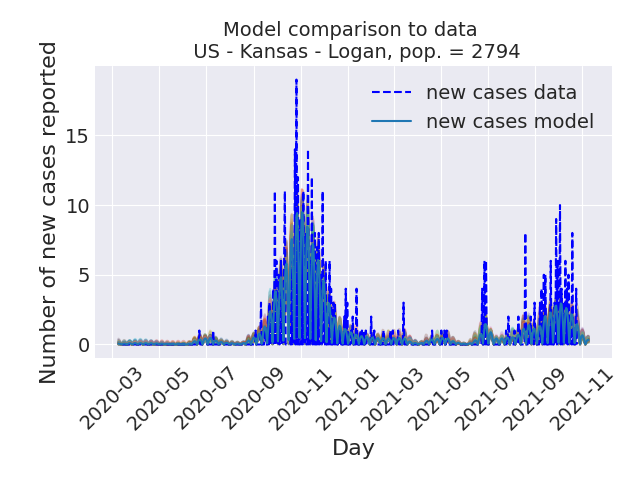 Model comparison to data
US - Kansas - Logan, pop. = 2794
Number of new cases reported
new cases data
new cases model
15
10
5
0
2020-03
2020-05
2020-07
2020-09
2020-11
2021-01
2021-03
2021-05
2021-07
2021-09
2021-11
Day